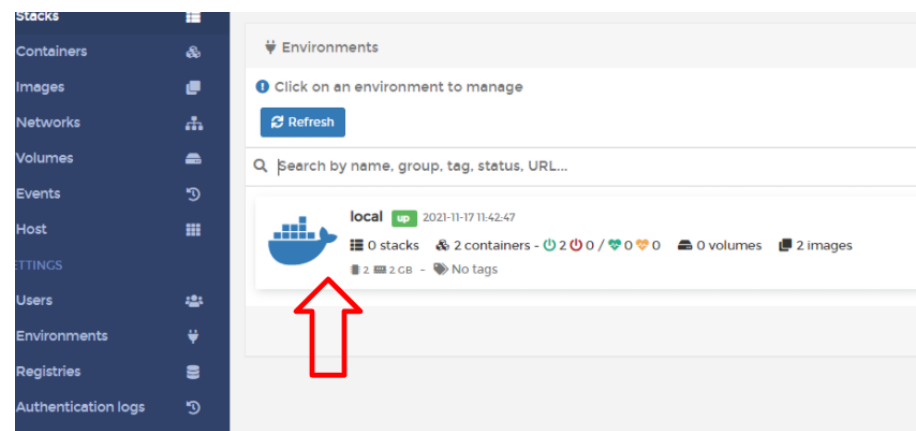 Stacks
Containers
Images
Networks
Volumes
Events
Host
ETTINGS
Users
Environments
Registries
Authentication logs
Environments
Click on an environment to manage
Refresh
Search by name, group, tag, status, URL...
local up 2021-11-17 11:42:47
0 stacks 2 containers - 2 0 / 0 0 0 volumes 2 images
2 2 GB - No tags